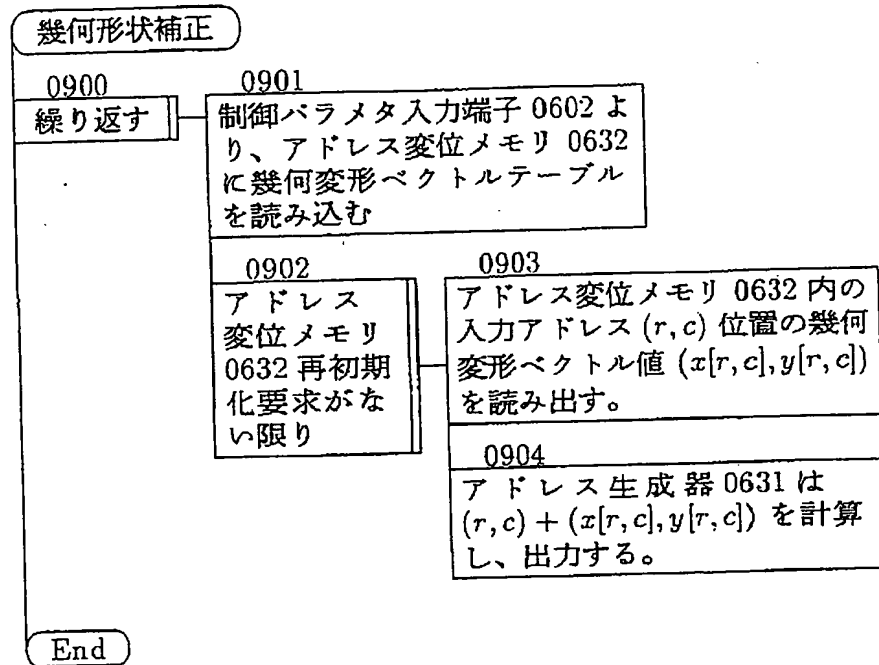 幾何形状補正
0900
繰り返す
0901
制御パラメタ入力端子 0602 よ
り、アドレス変位メモリ 0632
に幾何変形ベクトルテーブル
を読み込む
0902
アドレス
変位メモリ
0632 再初期
化要求がな
い限り
0903
アドレス変位メモリ 0632 内の
入力アドレス (r, c) 位置の幾何
変形ベクトル値 (x[r, c], y[r, c])
を読み出す。
0904
アドレス生成器 0631 は
(r, c) + (x[r, c], y[r, c]) を計算
し、出力する。
End